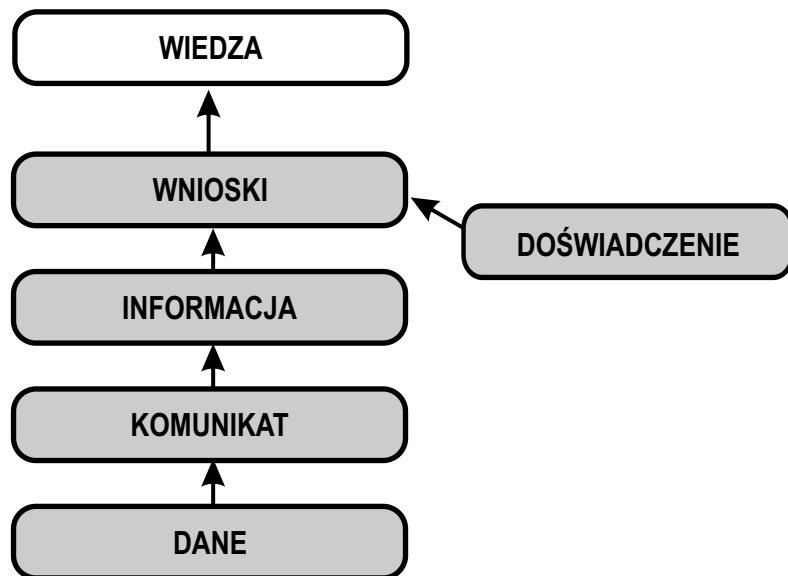 WIEDZA
WNIOSKI
DOŚWIADCZENIE
INFORMACJA
KOMUNIKAT
DANE